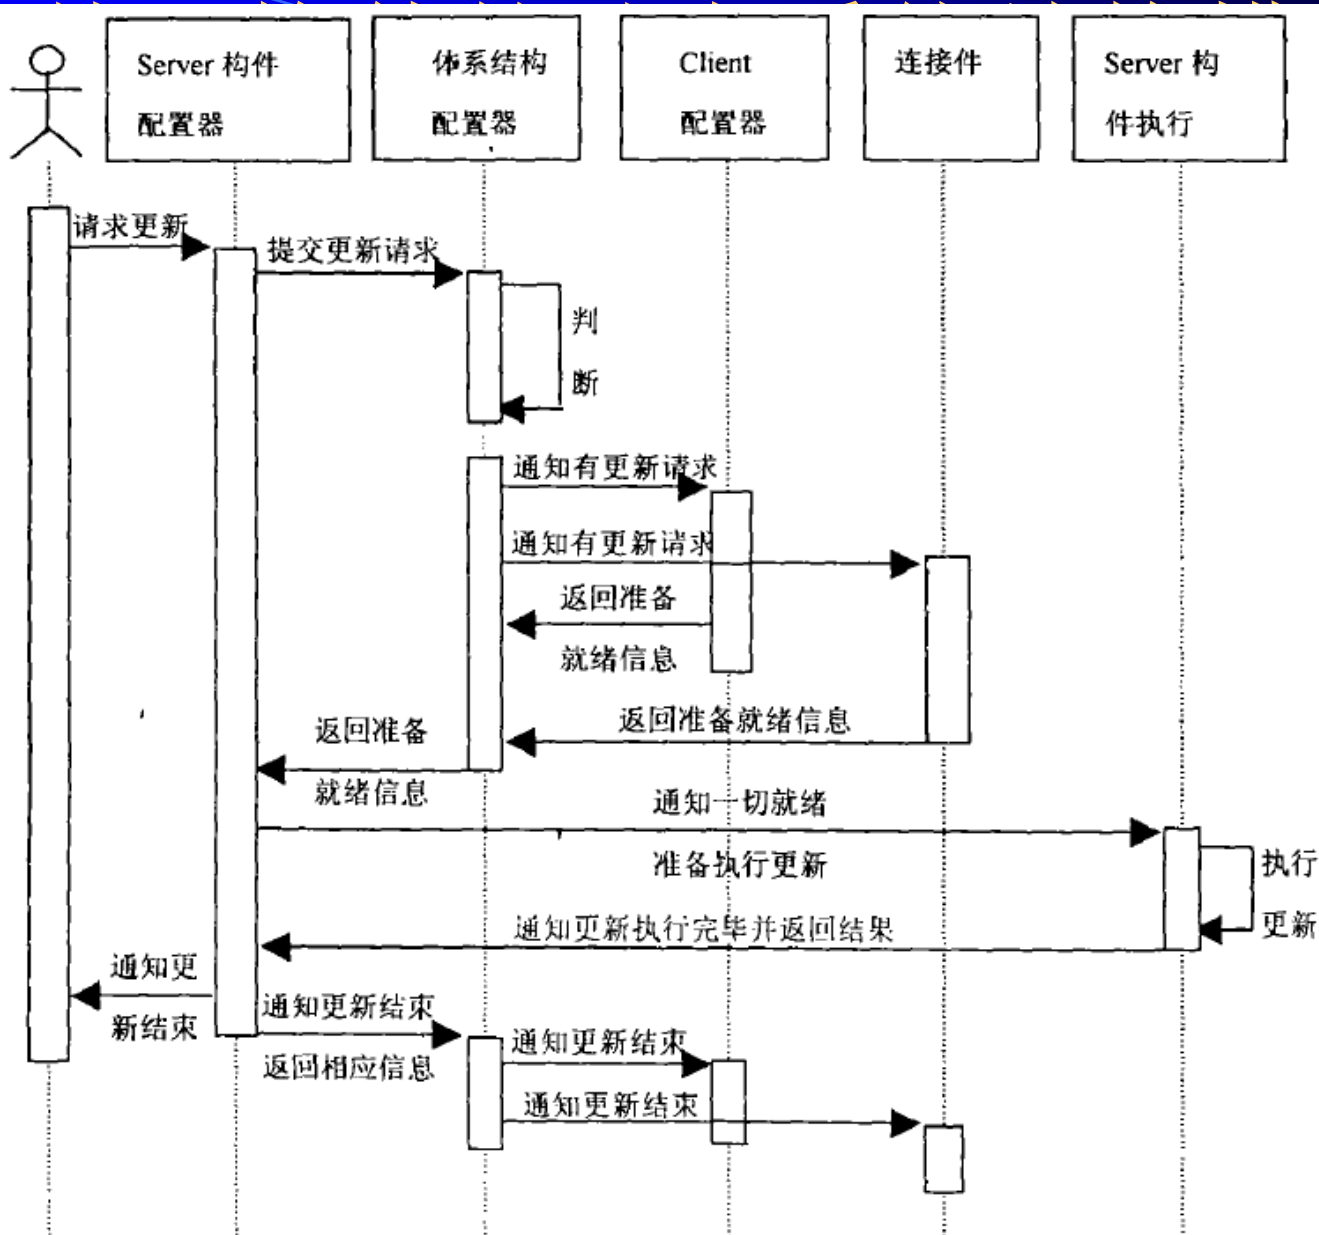 Server 构件
配置器
体系结构
配置器
Client
配置器
连接件
Server 构
件执行
请求更新
提交更新请求
判
断
通知有更新请求
通知有更新请求
返回准备
就绪信息
返回准备就绪信息
返回准备
就绪信息
通知一切就绪
准备执行更新
执行
更新
通知更新执行完毕并返回结果
通知更
新结束
通知更新结束
返回相应信息
通知更新结束
通知更新结束